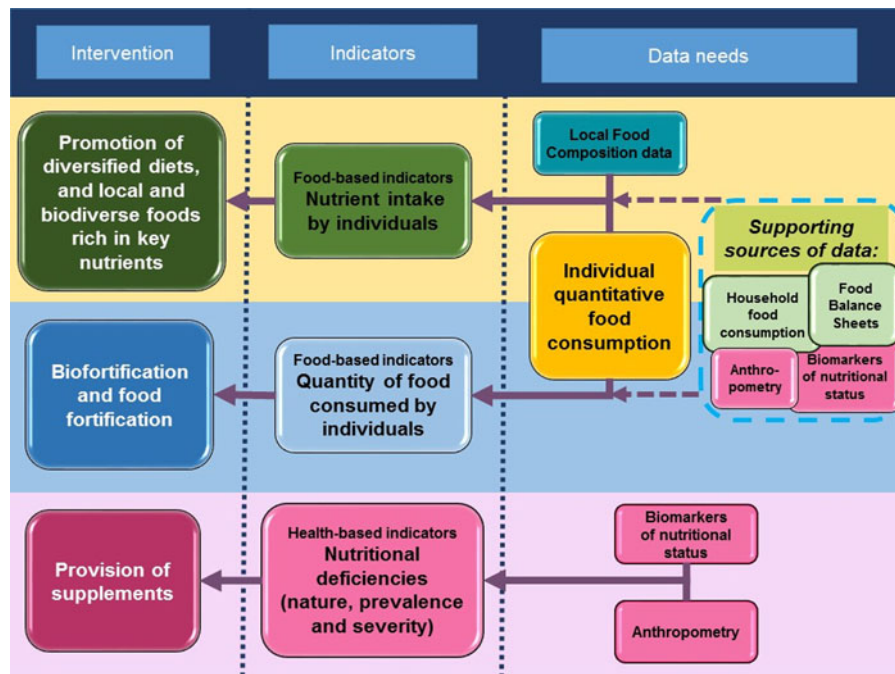 Intervention
Indicators
Data needs
Promotion of
diversified diets,
and local and
biodiverse foods
rich in key
nutrients
Food-based indicators
Nutrient intake
by individuals
Local Food
Composition data
Individual
quantitative
food
consumption
Supporting
sources of data:
Household
food
consumption
Food
Balance
Sheets
Anthro-
pometry
Biomarkers
of nutritional
status
Biofortification
and food
fortification
Food-based indicators
Quantity of food
consumed by
individuals
Provision of
supplements
Health-based indicators
Nutritional
deficiencies
(nature, prevalence
and severity)
Biomarkers
of nutritional
status
Anthropometry